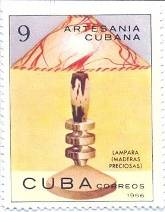 9
ARTESANIA
CUBANA
LAMPARA
(MADERAS
PRECIOSAS)
CUBA CORREOS
1966